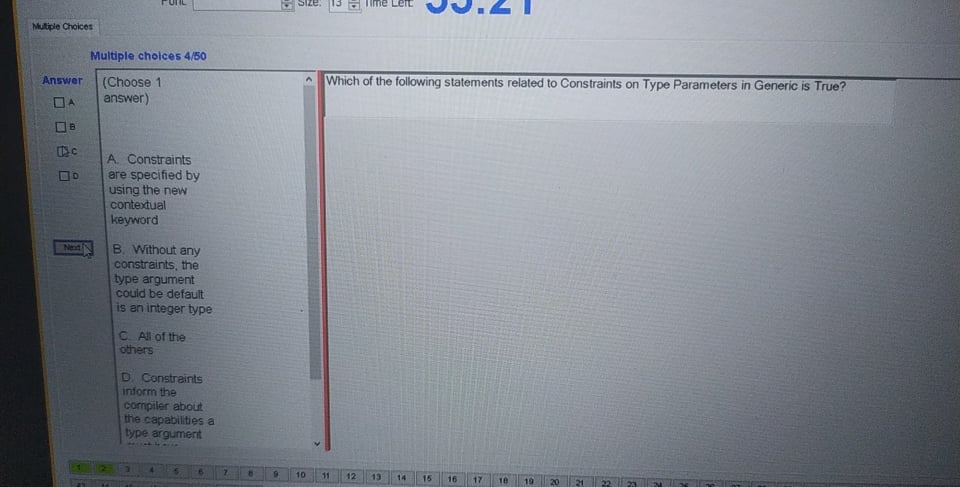 Font:
Size: 13 Time Left:
Multiple Choices
Multiple choices 4/50
Answer
A
B
C
D
Next
(Choose 1
answer)
A. Constraints
are specified by
using the new
contextual
keyword
B. Without any
constraints, the
type argument
could be default
is an integer type
C. All of the
others
D. Constraints
inform the
compiler about
the capabilities a
type argument
Which of the following statements related to Constraints on Type Parameters in Generic is True?
1 2 3 4 5 6 7 8 9 10 11 12 13 14 15 16 17 18 19 20 21 22 23